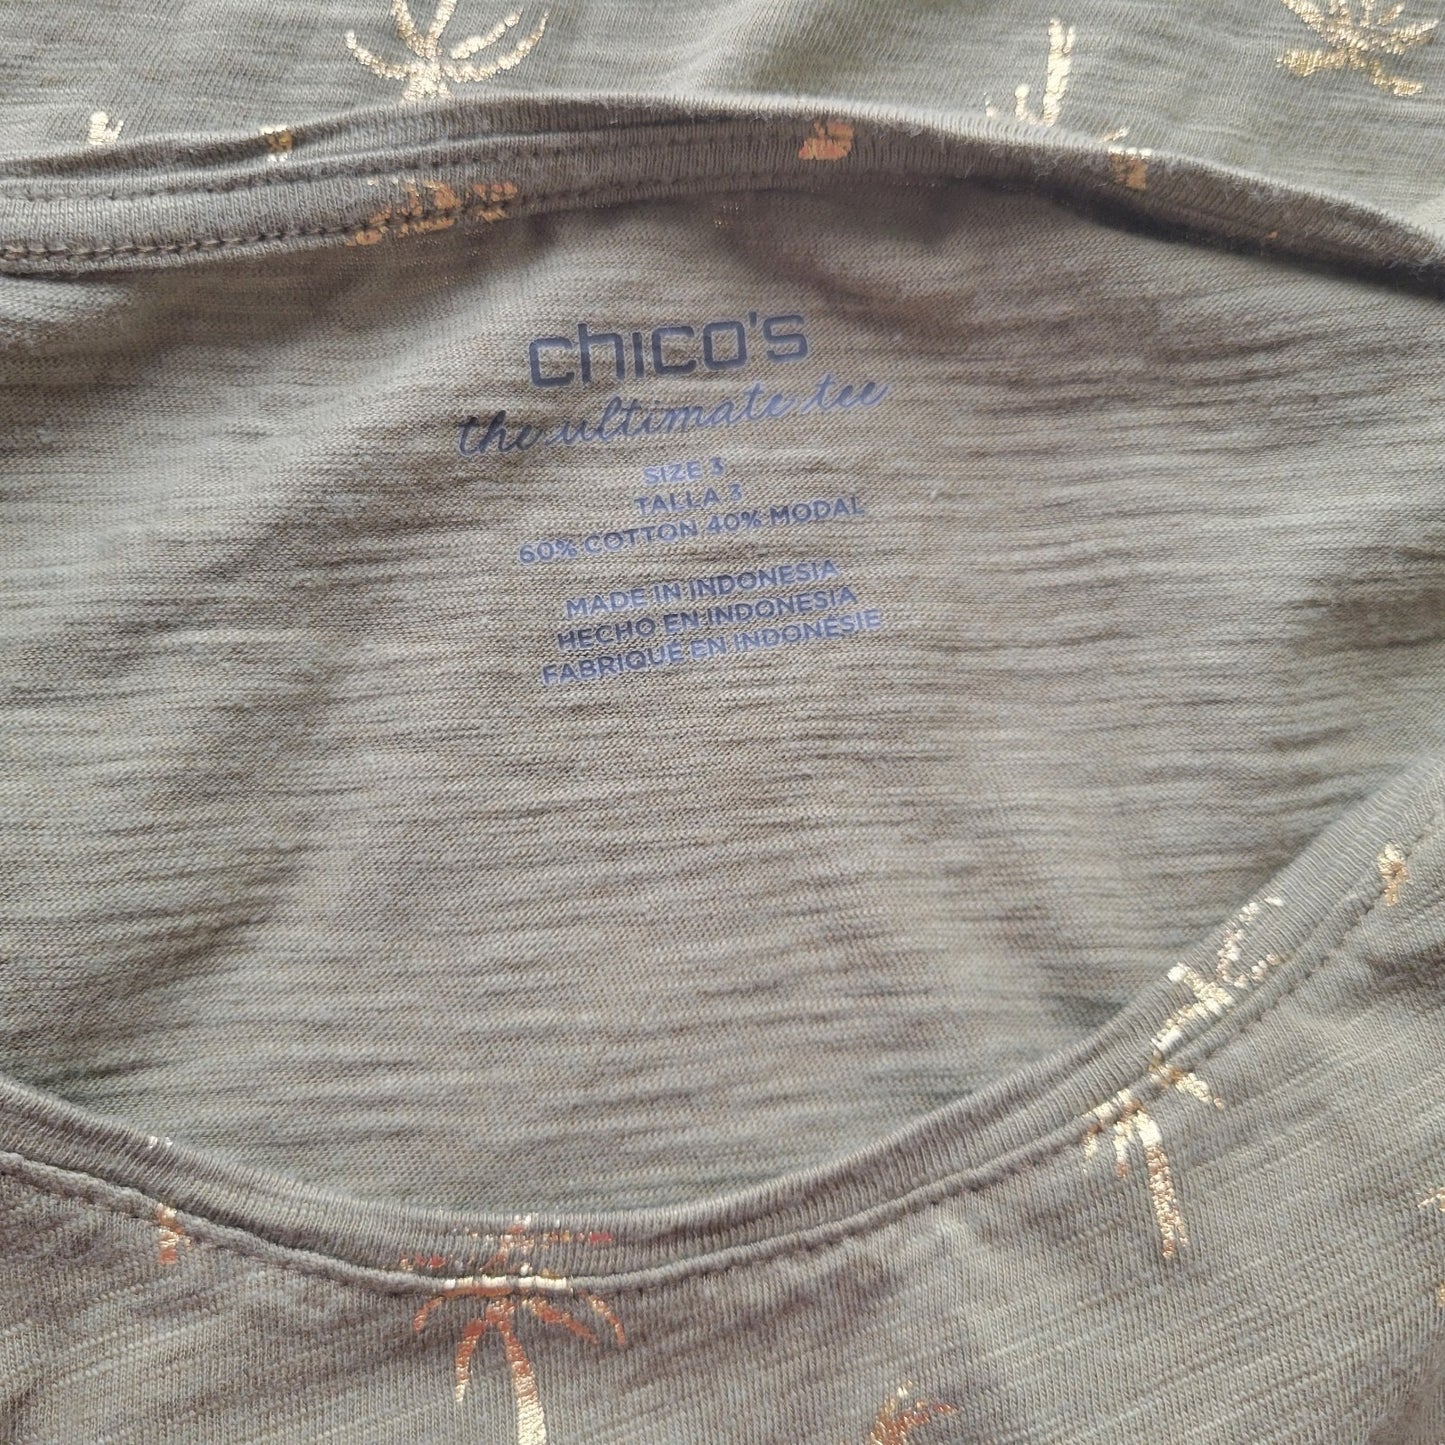 chico's
the ultimate tee
SIZE 3
TALLA 3
60% COTTON 40% MODAL
MADE IN INDONESIA
HECHO EN INDONESIA
FABRIQUÉ EN INDONÉSIE